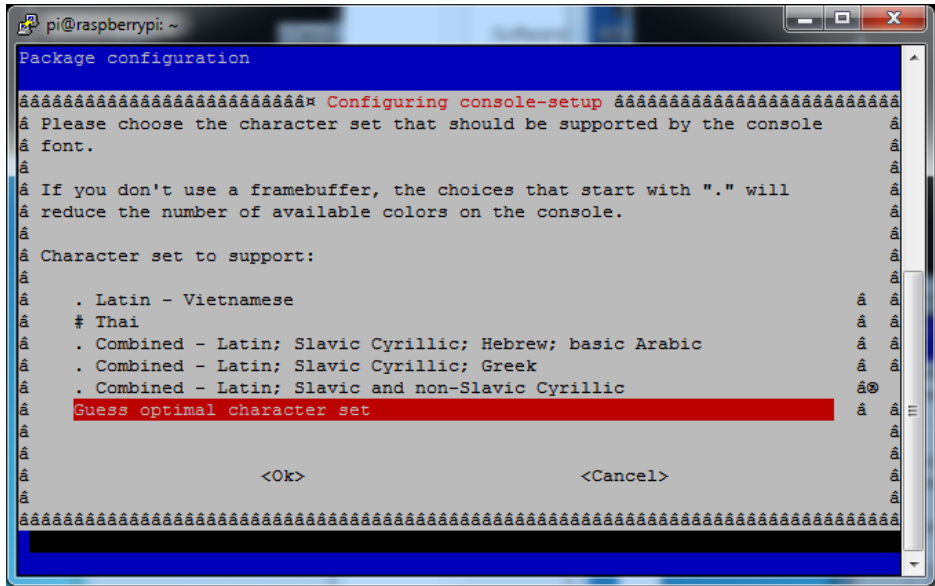 pi@raspberrypi: ~
Package configuration
ââââââââââââââââââââââââââ¤ Configuring console-setup ââââââââââââââââââââââââââ
â Please choose the character set that should be supported by the console â
â font. â
â â
â If you don't use a framebuffer, the choices that start with "." will â
â reduce the number of available colors on the console. â
â â
â Character set to support: â
â â
â . Latin - Vietnamese â â
â # Thai â â
â . Combined - Latin; Slavic Cyrillic; Hebrew; basic Arabic â â
â . Combined - Latin; Slavic Cyrillic; Greek â â
â . Combined - Latin; Slavic and non-Slavic Cyrillic â®
â Guess optimal character set â â
â â
â â
â <Ok> <Cancel> â
â â
ââââââââââââââââââââââââââââââââââââââââââââââââââââââââââââââââââââââââââââââââ